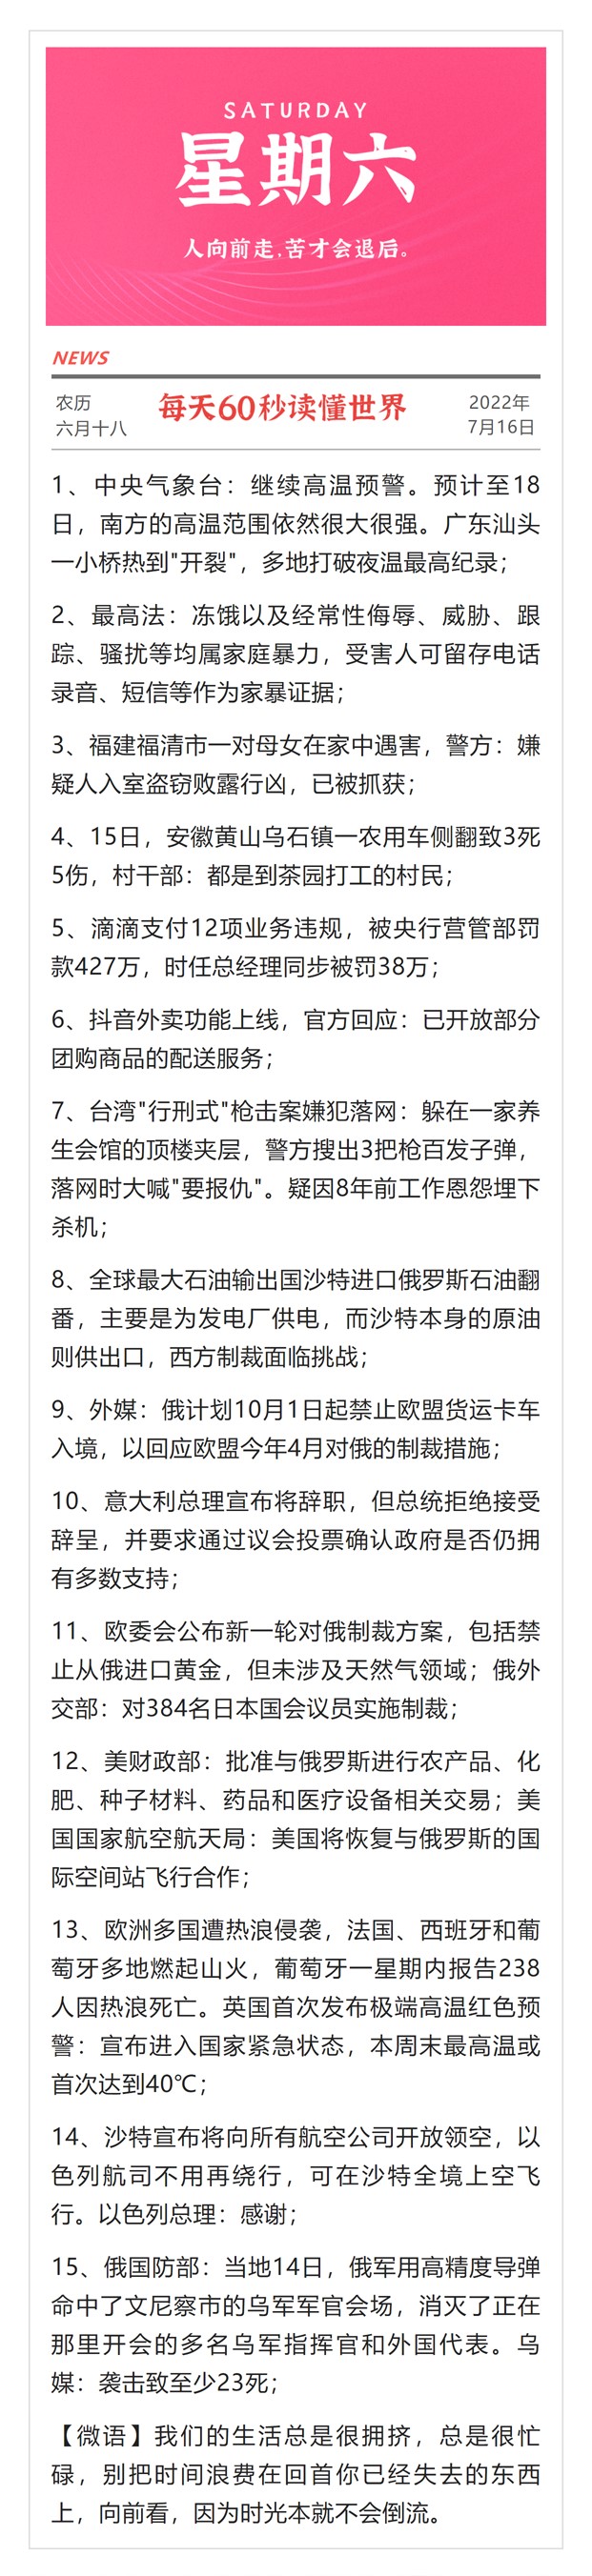 SATURDAY
星期六
人向前走,苦才会退后。
NEWS
农历
六月十八
每天60秒读懂世界
2022年
7月16日
1、中央气象台：继续高温预警。预计至18
日，南方的高温范围依然很大很强。广东汕头
一小桥热到"开裂"，多地打破夜温最高纪录；
2、最高法：冻饿以及经常性侮辱、威胁、跟
踪、骚扰等均属家庭暴力，受害人可留存电话
录音、短信等作为家暴证据；
3、福建福清市一对母女在家中遇害，警方：嫌
疑人入室盗窃败露行凶，已被抓获；
4、15日，安徽黄山乌石镇一农用车侧翻致3死
5伤，村干部：都是到茶园打工的村民；
5、滴滴支付12项业务违规，被央行营管部罚
款427万，时任总经理同步被罚38万；
6、抖音外卖功能上线，官方回应：已开放部分
团购商品的配送服务；
7、台湾"行刑式"枪击案嫌犯落网：躲在一家养
生会馆的顶楼夹层，警方搜出3把枪百发子弹，
落网时大喊"要报仇"。疑因8年前工作恩怨埋下
杀机；
8、全球最大石油输出国沙特进口俄罗斯石油翻
番，主要是为发电厂供电，而沙特本身的原油
则供出口，西方制裁面临挑战；
9、外媒：俄计划10月1日起禁止欧盟货运卡车
入境，以回应欧盟今年4月对俄的制裁措施；
10、意大利总理宣布将辞职，但总统拒绝接受
辞呈，并要求通过议会投票确认政府是否仍拥
有多数支持；
11、欧委会公布新一轮对俄制裁方案，包括禁
止从俄进口黄金，但未涉及天然气领域；俄外
交部：对384名日本国会议员实施制裁；
12、美财政部：批准与俄罗斯进行农产品、化
肥、种子材料、药品和医疗设备相关交易；美
国国家航空航天局：美国将恢复与俄罗斯的国
际空间站飞行合作；
13、欧洲多国遭热浪侵袭，法国、西班牙和葡
萄牙多地燃起山火，葡萄牙一星期内报告238
人因热浪死亡。英国首次发布极端高温红色预
警：宣布进入国家紧急状态，本周末最高温或
首次达到40℃；
14、沙特宣布将向所有航空公司开放领空，以
色列航司不用再绕行，可在沙特全境上空飞
行。以色列总理：感谢；
15、俄国防部：当地14日，俄军用高精度导弹
命中了文尼察市的乌军军官会场，消灭了正在
那里开会的多名乌军指挥官和外国代表。乌
媒：袭击致至少23死；
【微语】我们的生活总是很拥挤，总是很忙
碌，别把时间浪费在回首你已经失去的东西
上，向前看，因为时光本就不会倒流。